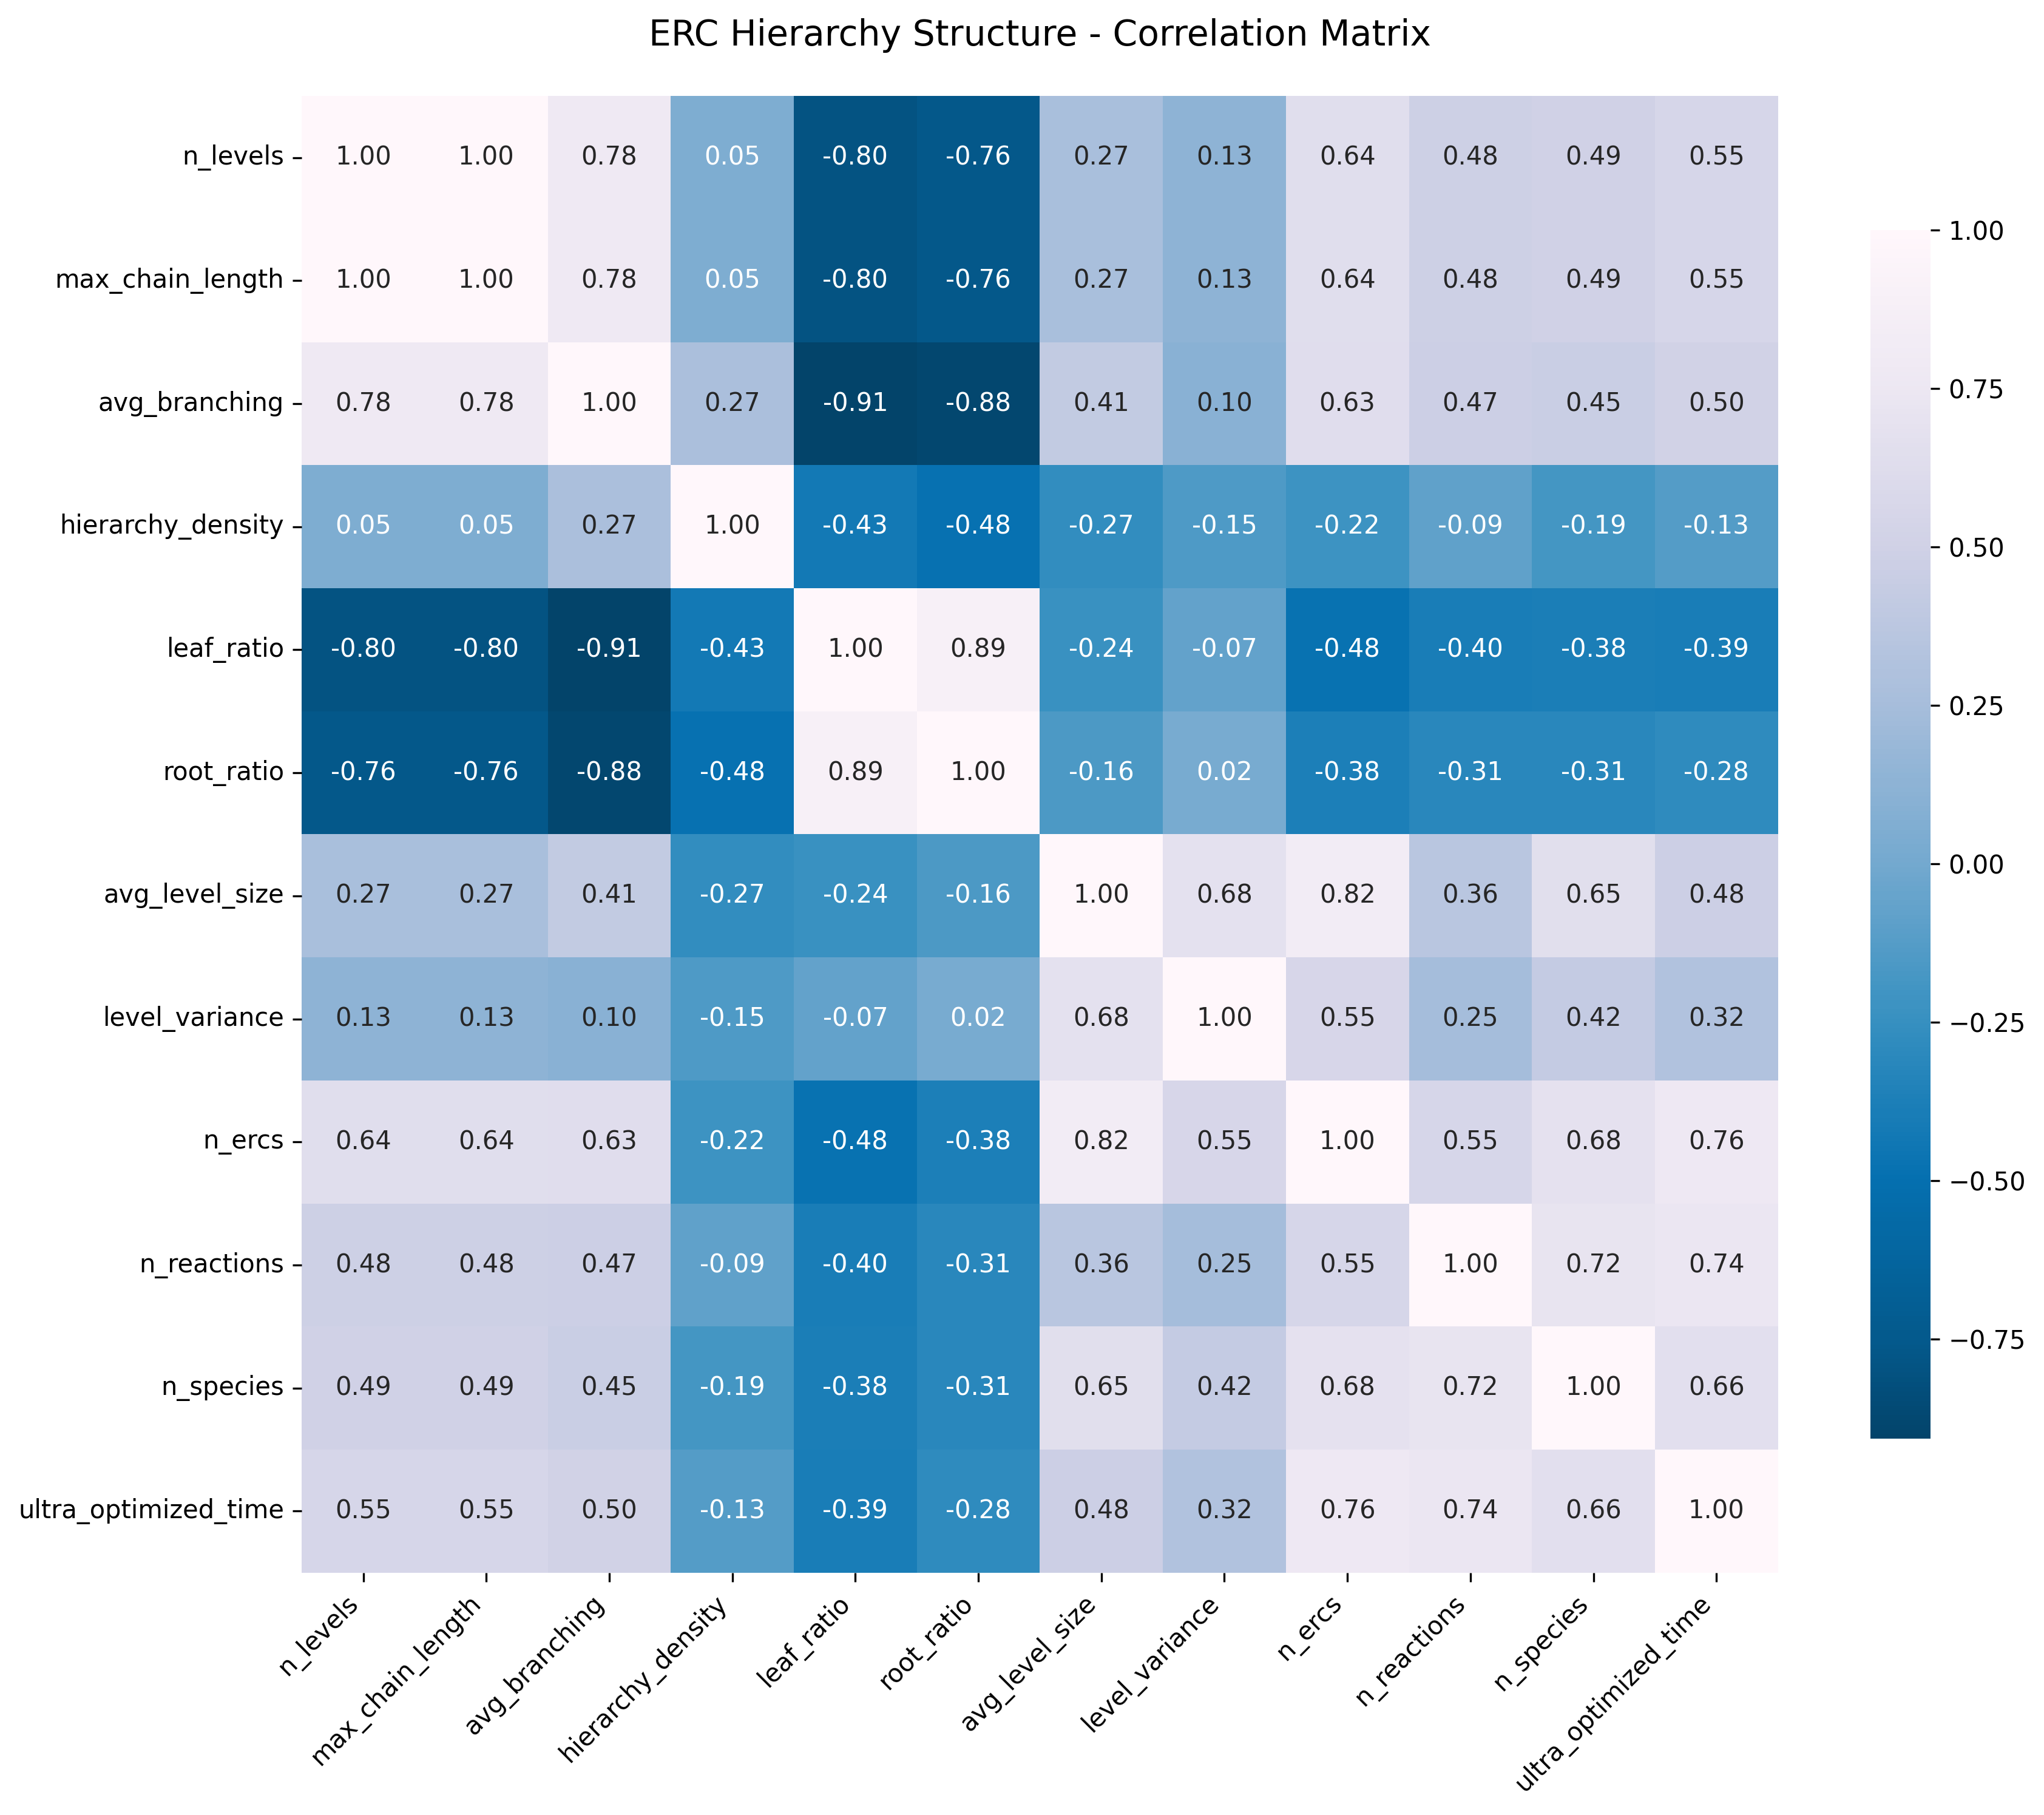 ERC Hierarchy Structure - Correlation Matrix
n_levels 1.00 1.00 0.78 0.05 -0.80 -0.76 0.27 0.13 0.64 0.48 0.49 0.55
max_chain_length 1.00 1.00 0.78 0.05 -0.80 -0.76 0.27 0.13 0.64 0.48 0.49 0.55
avg_branching 0.78 0.78 1.00 0.27 -0.91 -0.88 0.41 0.10 0.63 0.47 0.45 0.50
hierarchy_density 0.05 0.05 0.27 1.00 -0.43 -0.48 -0.27 -0.15 -0.22 -0.09 -0.19 -0.13
leaf_ratio -0.80 -0.80 -0.91 -0.43 1.00 0.89 -0.24 -0.07 -0.48 -0.40 -0.38 -0.39
root_ratio -0.76 -0.76 -0.88 -0.48 0.89 1.00 -0.16 0.02 -0.38 -0.31 -0.31 -0.28
avg_level_size 0.27 0.27 0.41 -0.27 -0.24 -0.16 1.00 0.68 0.82 0.36 0.65 0.48
level_variance 0.13 0.13 0.10 -0.15 -0.07 0.02 0.68 1.00 0.55 0.25 0.42 0.32
n_ercs 0.64 0.64 0.63 -0.22 -0.48 -0.38 0.82 0.55 1.00 0.55 0.68 0.76
n_reactions 0.48 0.48 0.47 -0.09 -0.40 -0.31 0.36 0.25 0.55 1.00 0.72 0.74
n_species 0.49 0.49 0.45 -0.19 -0.38 -0.31 0.65 0.42 0.68 0.72 1.00 0.66
ultra_optimized_time 0.55 0.55 0.50 -0.13 -0.39 -0.28 0.48 0.32 0.76 0.74 0.66 1.00
n_levels
max_chain_length
avg_branching
hierarchy_density
leaf_ratio
root_ratio
avg_level_size
level_variance
n_ercs
n_reactions
n_species
ultra_optimized_time
1.00
0.75
0.50
0.25
0.00
−0.25
−0.50
−0.75